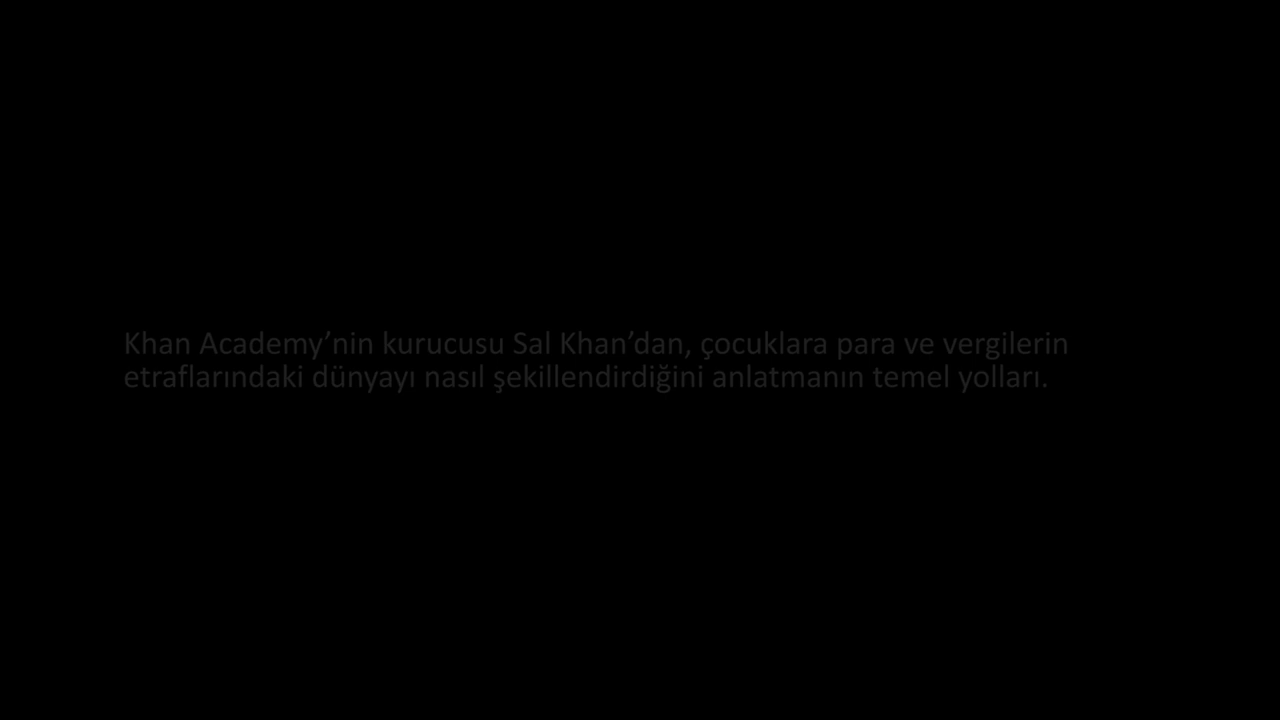 Khan Academy’nin kurucusu Sal Khan’dan, çocuklara para ve vergilerin
etraflarındaki dünyayı nasıl şekillendirdiğini anlatmanın temel yolları.